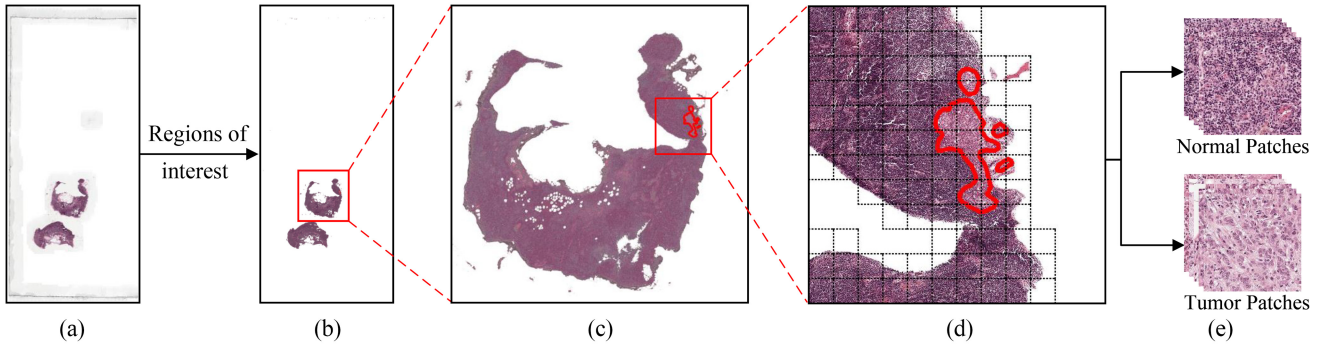 Regions of
interest
Normal Patches
Tumor Patches
(a)
(b)
(c)
(d)
(e)